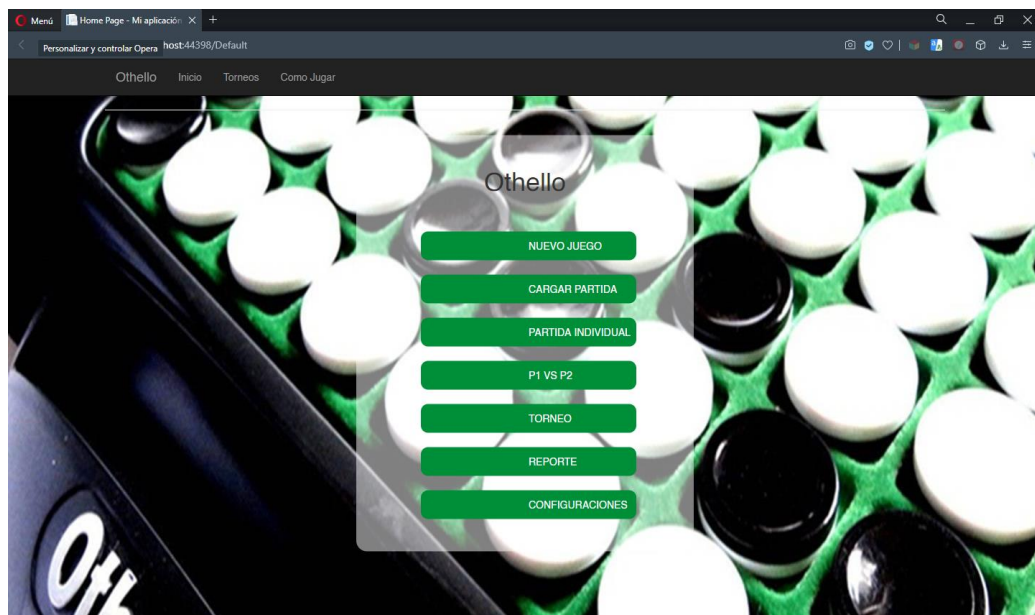 Menú
Home Page - Mi aplicación
Personalizar y controlar Opera
host:44398/Default
Othello Inicio Torneos Como Jugar
Othello
NUEVO JUEGO
CARGAR PARTIDA
PARTIDA INDIVIDUAL
P1 VS P2
TORNEO
REPORTE
CONFIGURACIONES
Oth